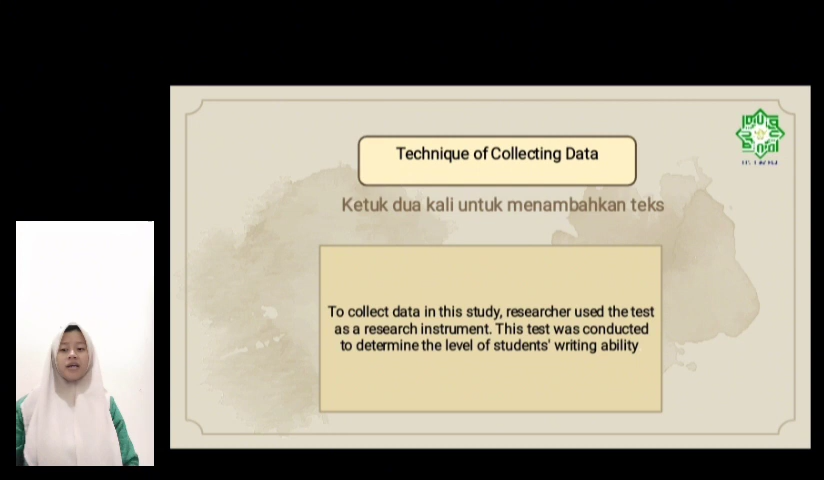 Technique of Collecting Data
Ketuk dua kali untuk menambahkan teks
To collect data in this study, researcher used the test
as a research instrument. This test was conducted
to determine the level of students' writing ability